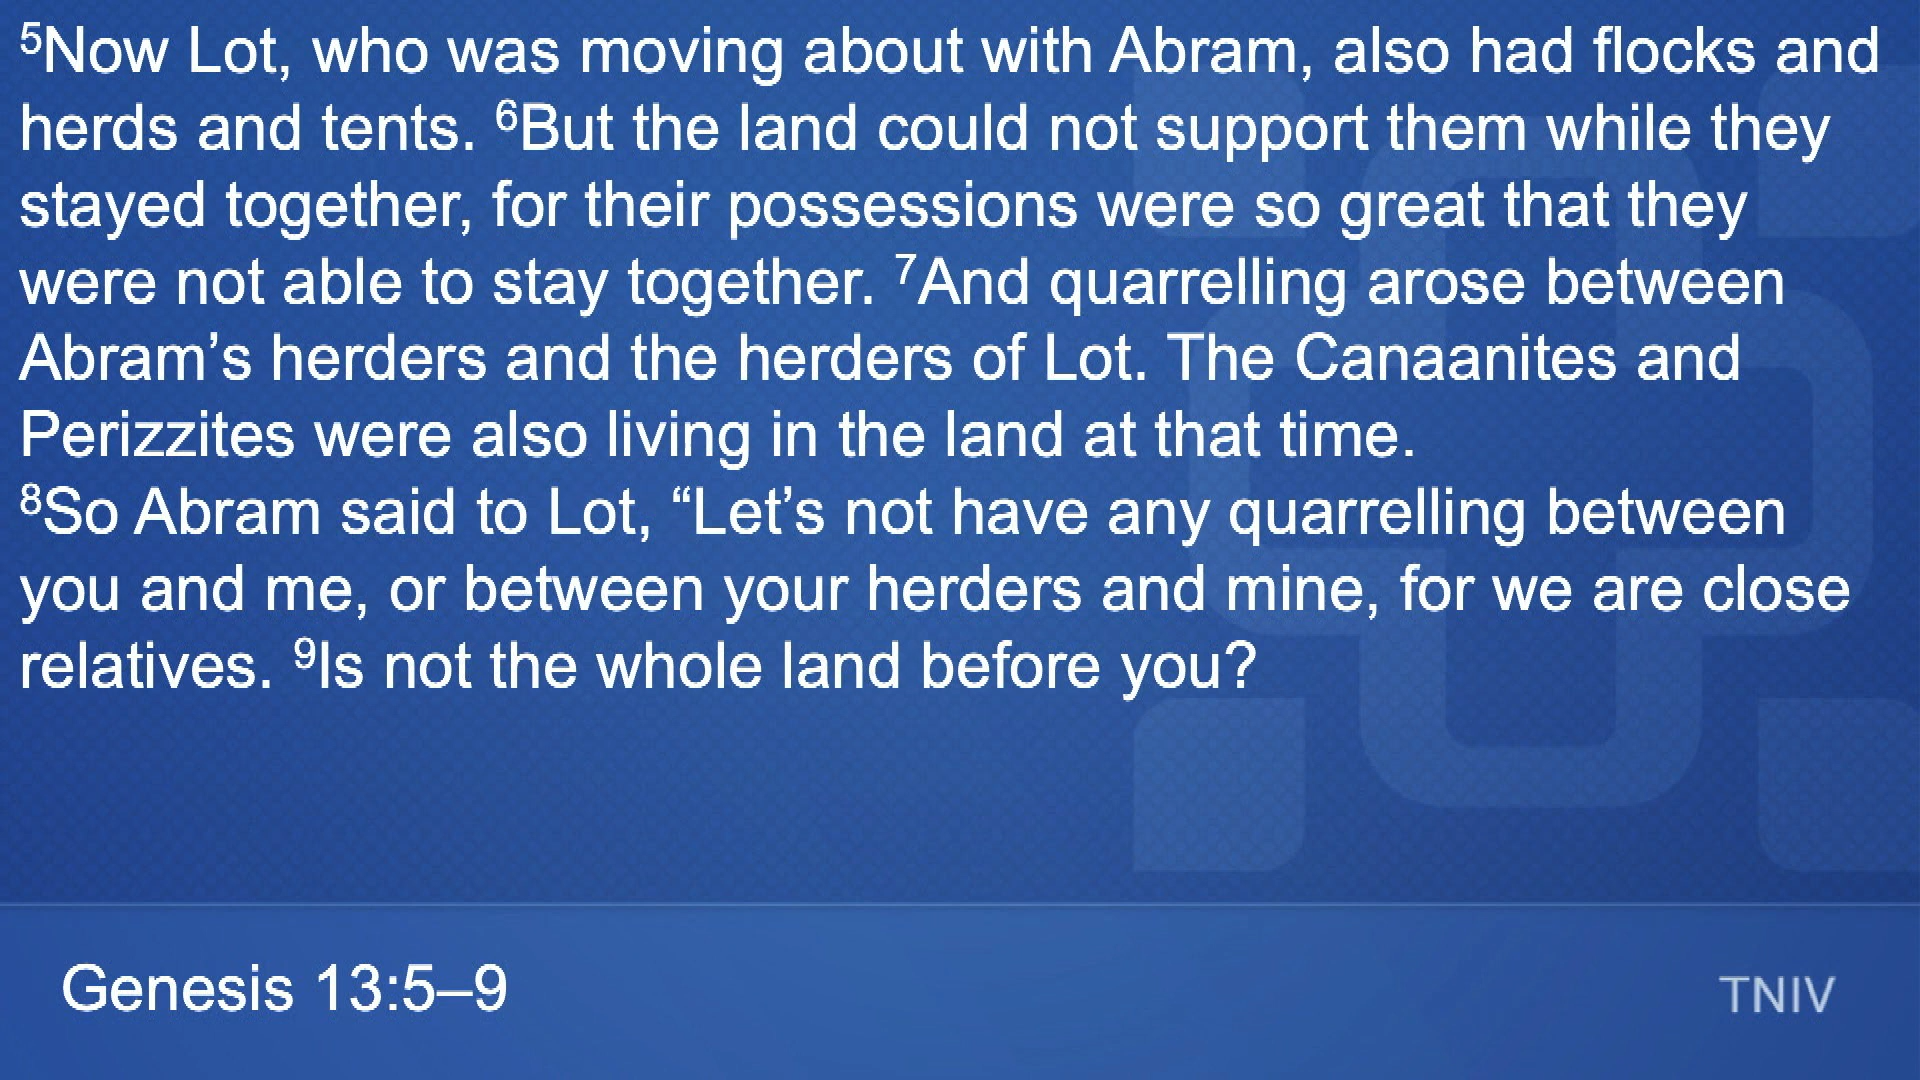 ⁵Now Lot, who was moving about with Abram, also had flocks and
herds and tents. ⁶But the land could not support them while they
stayed together, for their possessions were so great that they
were not able to stay together. ⁷And quarrelling arose between
Abram’s herders and the herders of Lot. The Canaanites and
Perizzites were also living in the land at that time.
⁸So Abram said to Lot, “Let’s not have any quarrelling between
you and me, or between your herders and mine, for we are close
relatives. ⁹Is not the whole land before you?
Genesis 13:5–9
TNIV